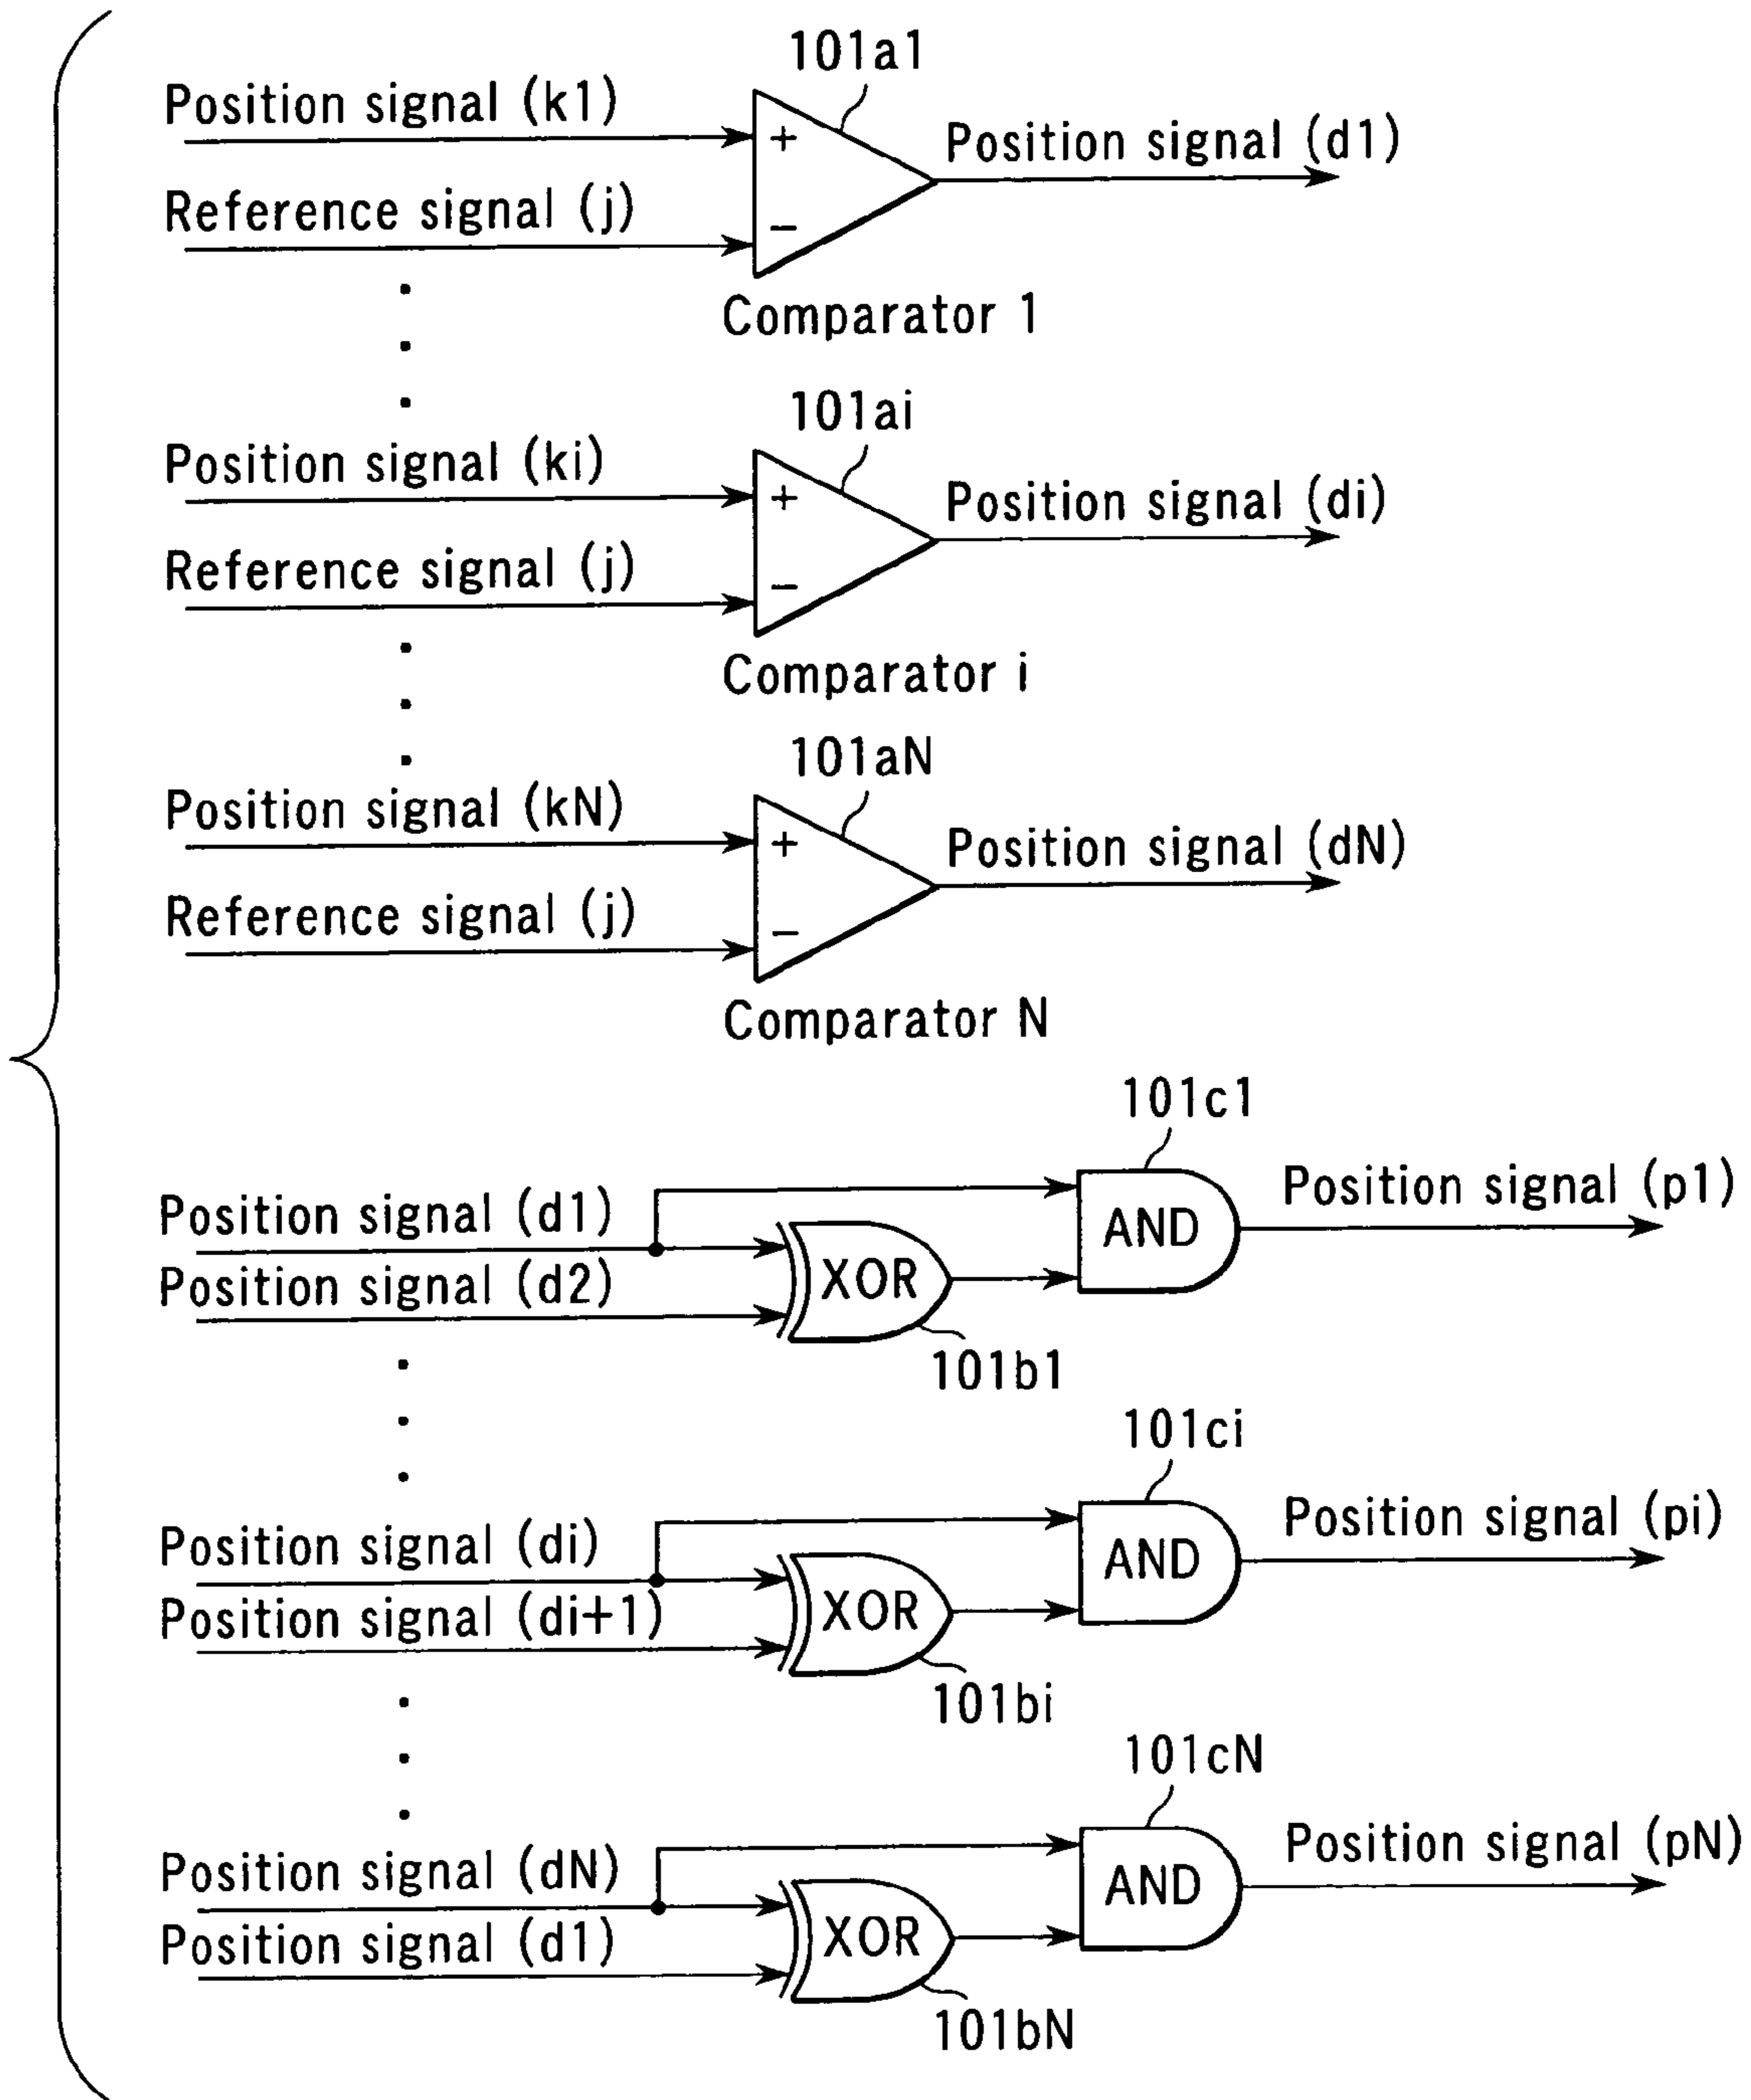 101a1
Position signal (k1)
+
Position signal (d1)
Reference signal (j)
−
Comparator 1
101ai
Position signal (ki)
+
Position signal (di)
Reference signal (j)
−
Comparator i
101aN
Position signal (kN)
+
Position signal (dN)
Reference signal (j)
−
Comparator N
101c1
Position signal (p1)
Position signal (d1)
AND
Position signal (d2)
XOR
101b1
101ci
Position signal (pi)
Position signal (di)
AND
Position signal (di+1)
XOR
101bi
101cN
Position signal (pN)
Position signal (dN)
AND
Position signal (d1)
XOR
101bN